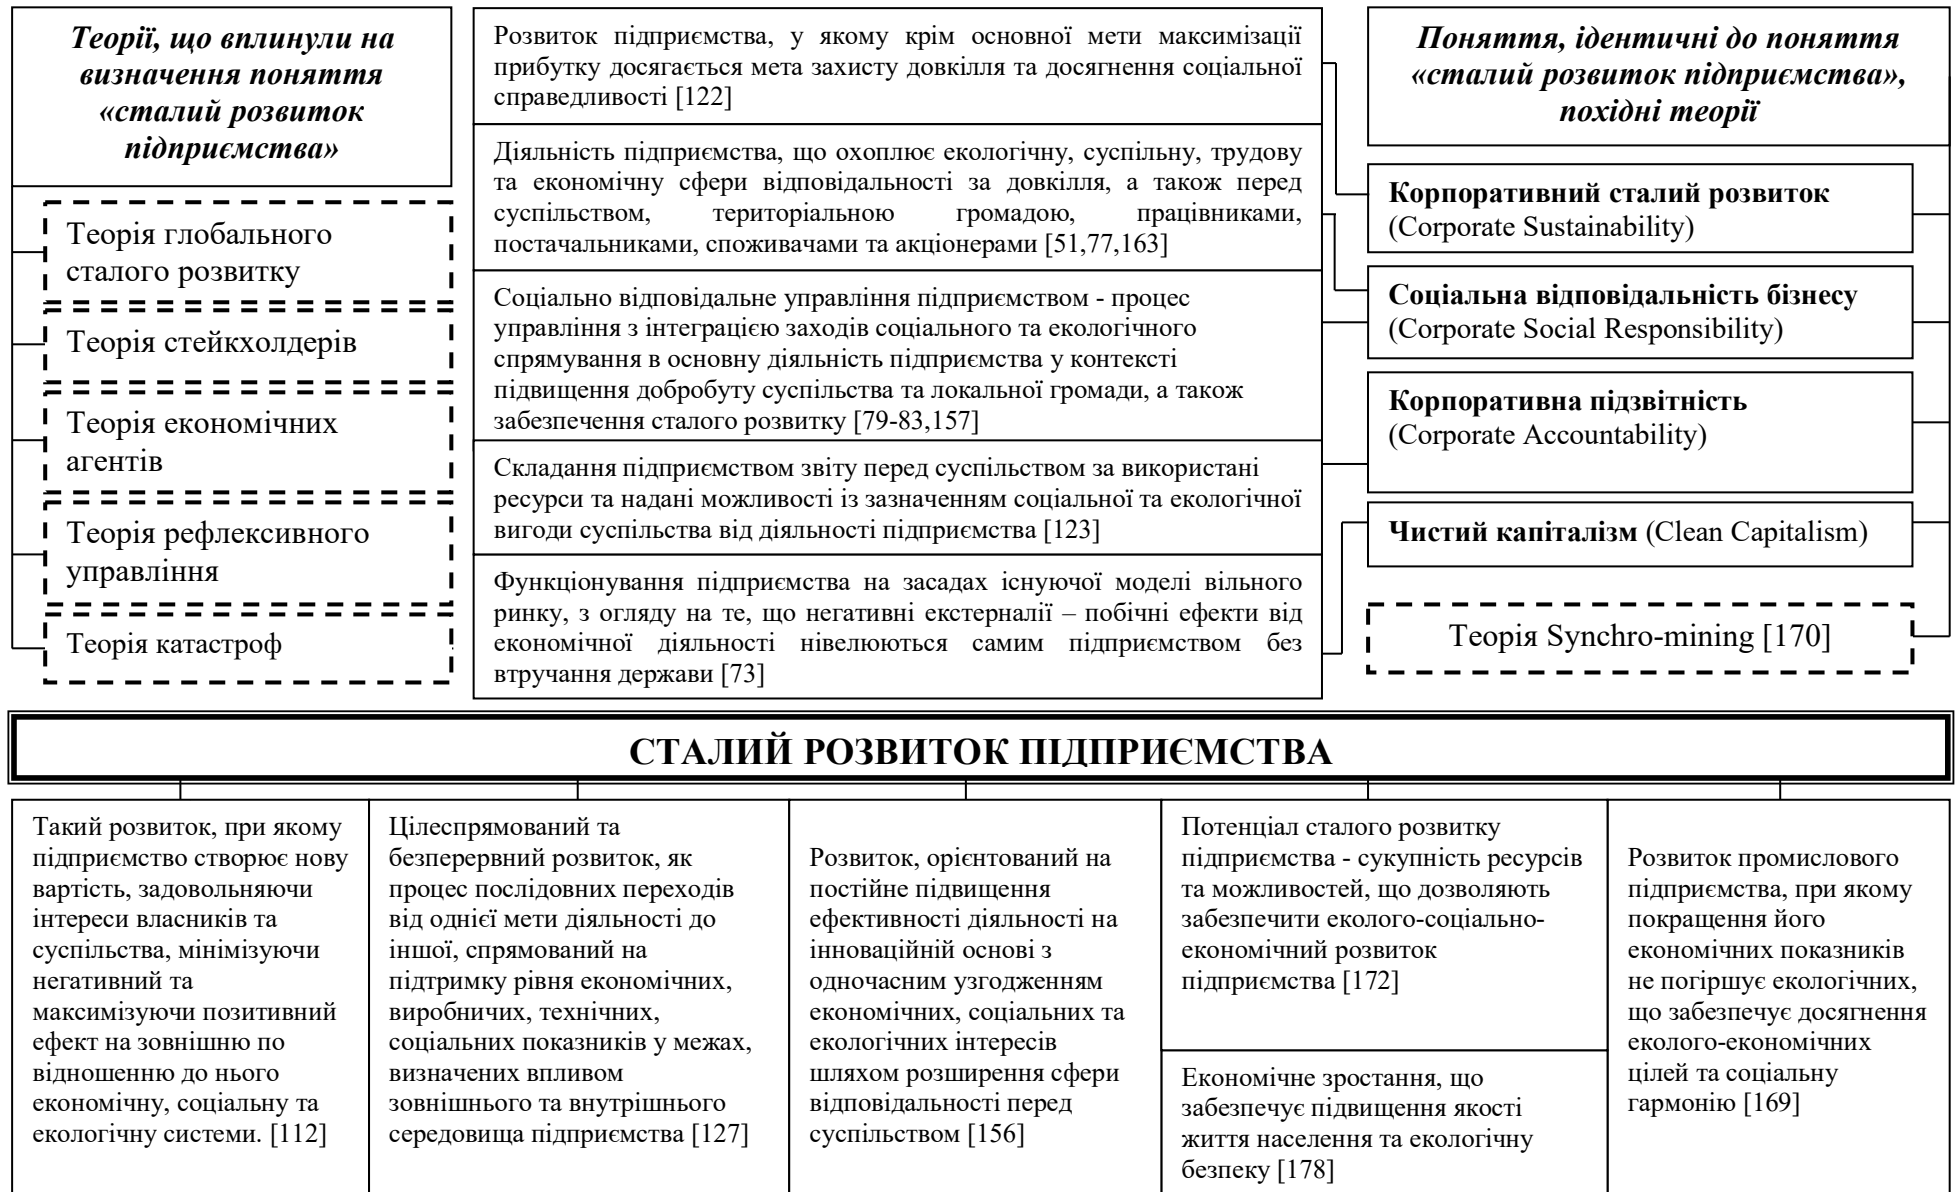 Теорії, що вплинули на
визначення поняття
«сталий розвиток
підприємства»
Теорія глобального
сталого розвитку
Теорія стейкхолдерів
Теорія економічних
агентів
Теорія рефлексивного
управління
Теорія катастроф
Розвиток підприємства, у якому крім основної мети максимізації
прибутку досягається мета захисту довкілля та досягнення соціальної
справедливості [122]
Діяльність підприємства, що охоплює екологічну, суспільну, трудову
та економічну сфери відповідальності за довкілля, а також перед
суспільством, територіальною громадою, працівниками,
постачальниками, споживачами та акціонерами [51,77,163]
Соціально відповідальне управління підприємством - процес
управління з інтеграцією заходів соціального та екологічного
спрямування в основну діяльність підприємства у контексті
підвищення добробуту суспільства та локальної громади, а також
забезпечення сталого розвитку [79-83,157]
Складання підприємством звіту перед суспільством за використані
ресурси та надані можливості із зазначенням соціальної та екологічної
вигоди суспільства від діяльності підприємства [123]
Функціонування підприємства на засадах існуючої моделі вільного
ринку, з огляду на те, що негативні екстерналії – побічні ефекти від
економічної діяльності нівелюються самим підприємством без
втручання держави [73]
Поняття, ідентичні до поняття
«сталий розвиток підприємства»,
похідні теорії
Корпоративний сталий розвиток
(Corporate Sustainability)
Соціальна відповідальність бізнесу
(Corporate Social Responsibility)
Корпоративна підзвітність
(Corporate Accountability)
Чистий капіталізм (Clean Capitalism)
Теорія Synchro-mining [170]
СТАЛИЙ РОЗВИТОК ПІДПРИЄМСТВА
Такий розвиток, при якому
підприємство створює нову
вартість, задовольняючи
інтереси власників та
суспільства, мінімізуючи
негативний та
максимізуючи позитивний
ефект на зовнішню по
відношенню до нього
економічну, соціальну та
екологічну системи. [112]
Цілеспрямований та
безперервний розвиток, як
процес послідовних переходів
від однієї мети діяльності до
іншої, спрямований на
підтримку рівня економічних,
виробничих, технічних,
соціальних показників у межах,
визначених впливом
зовнішнього та внутрішнього
середовища підприємства [127]
Розвиток, орієнтований на
постійне підвищення
ефективності діяльності на
інноваційній основі з
одночасним узгодженням
економічних, соціальних та
екологічних інтересів
шляхом розширення сфери
відповідальності перед
суспільством [156]
Потенціал сталого розвитку
підприємства - сукупність ресурсів
та можливостей, що дозволяють
забезпечити еколого-соціально-
економічний розвиток
підприємства [172]
Економічне зростання, що
забезпечує підвищення якості
життя населення та екологічну
безпеку [178]
Розвиток промислового
підприємства, при якому
покращення його
економічних показників
не погіршує екологічних,
що забезпечує досягнення
еколого-економічних
цілей та соціальну
гармонію [169]